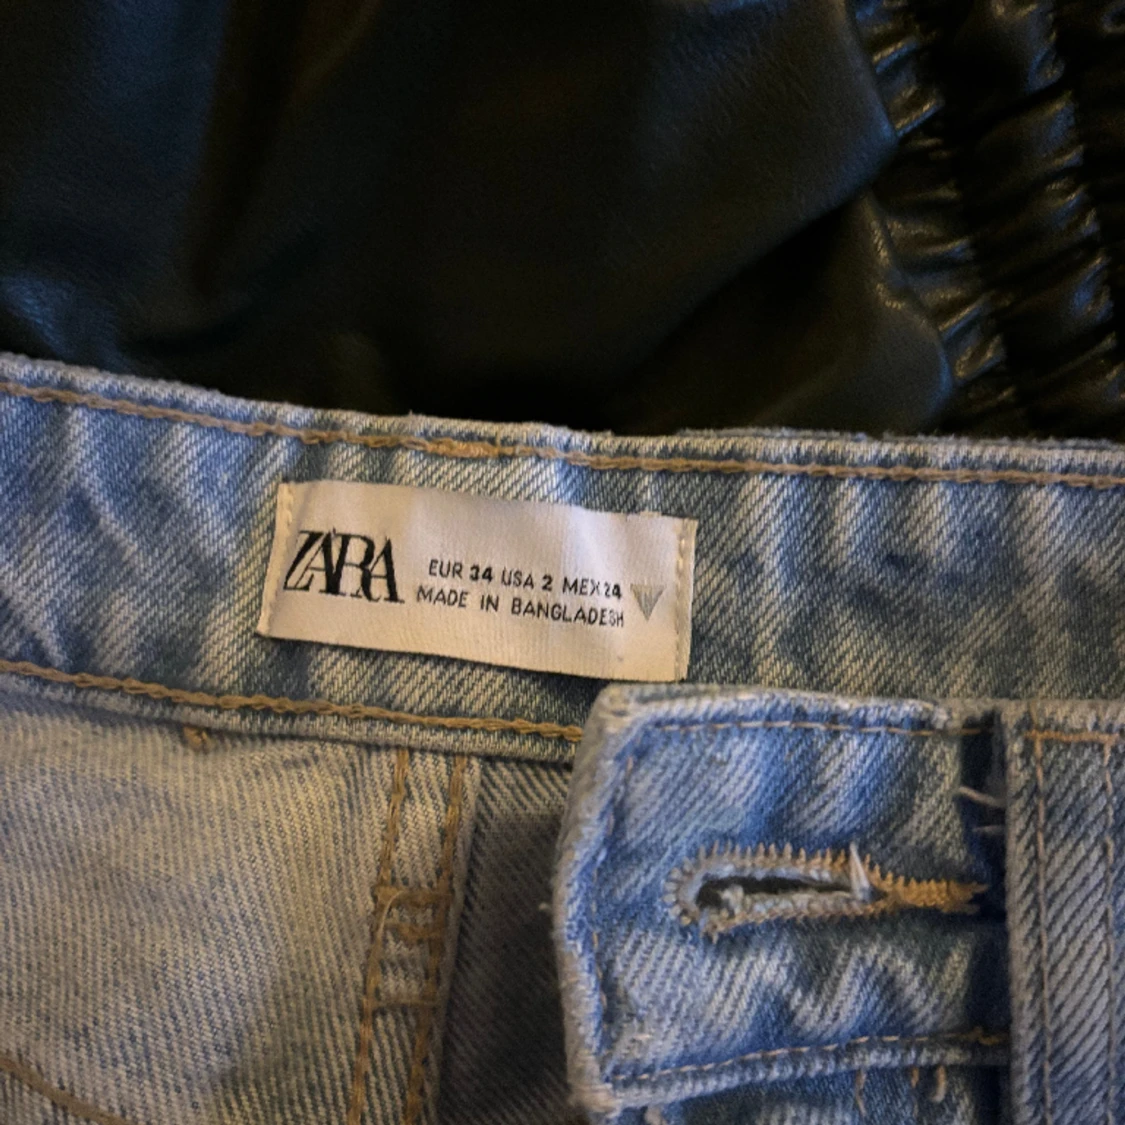 ZARA
EUR 34 USA 2 MEX 24
MADE IN BANGLADESH